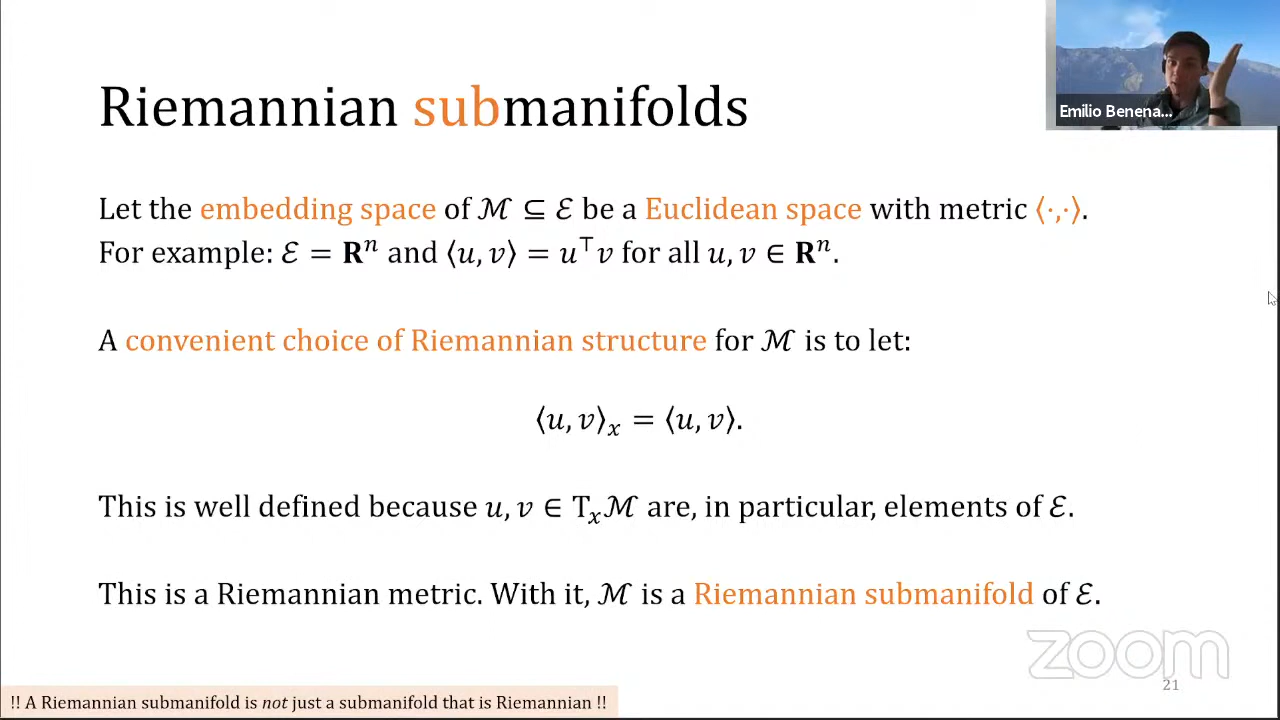 Riemannian submanifolds
Emilio Benena...
Let the embedding space of ℳ ⊆ ℰ be a Euclidean space with metric ⟨·,·⟩.
For example: ℰ = 𝐑ⁿ and ⟨u, v⟩ = u⊤v for all u, v ∈ 𝐑ⁿ.
A convenient choice of Riemannian structure for ℳ is to let:
⟨u, v⟩ₓ = ⟨u, v⟩.
This is well defined because u, v ∈ Tₓℳ are, in particular, elements of ℰ.
This is a Riemannian metric. With it, ℳ is a Riemannian submanifold of ℰ.
zoom
21
!! A Riemannian submanifold is not just a submanifold that is Riemannian !!